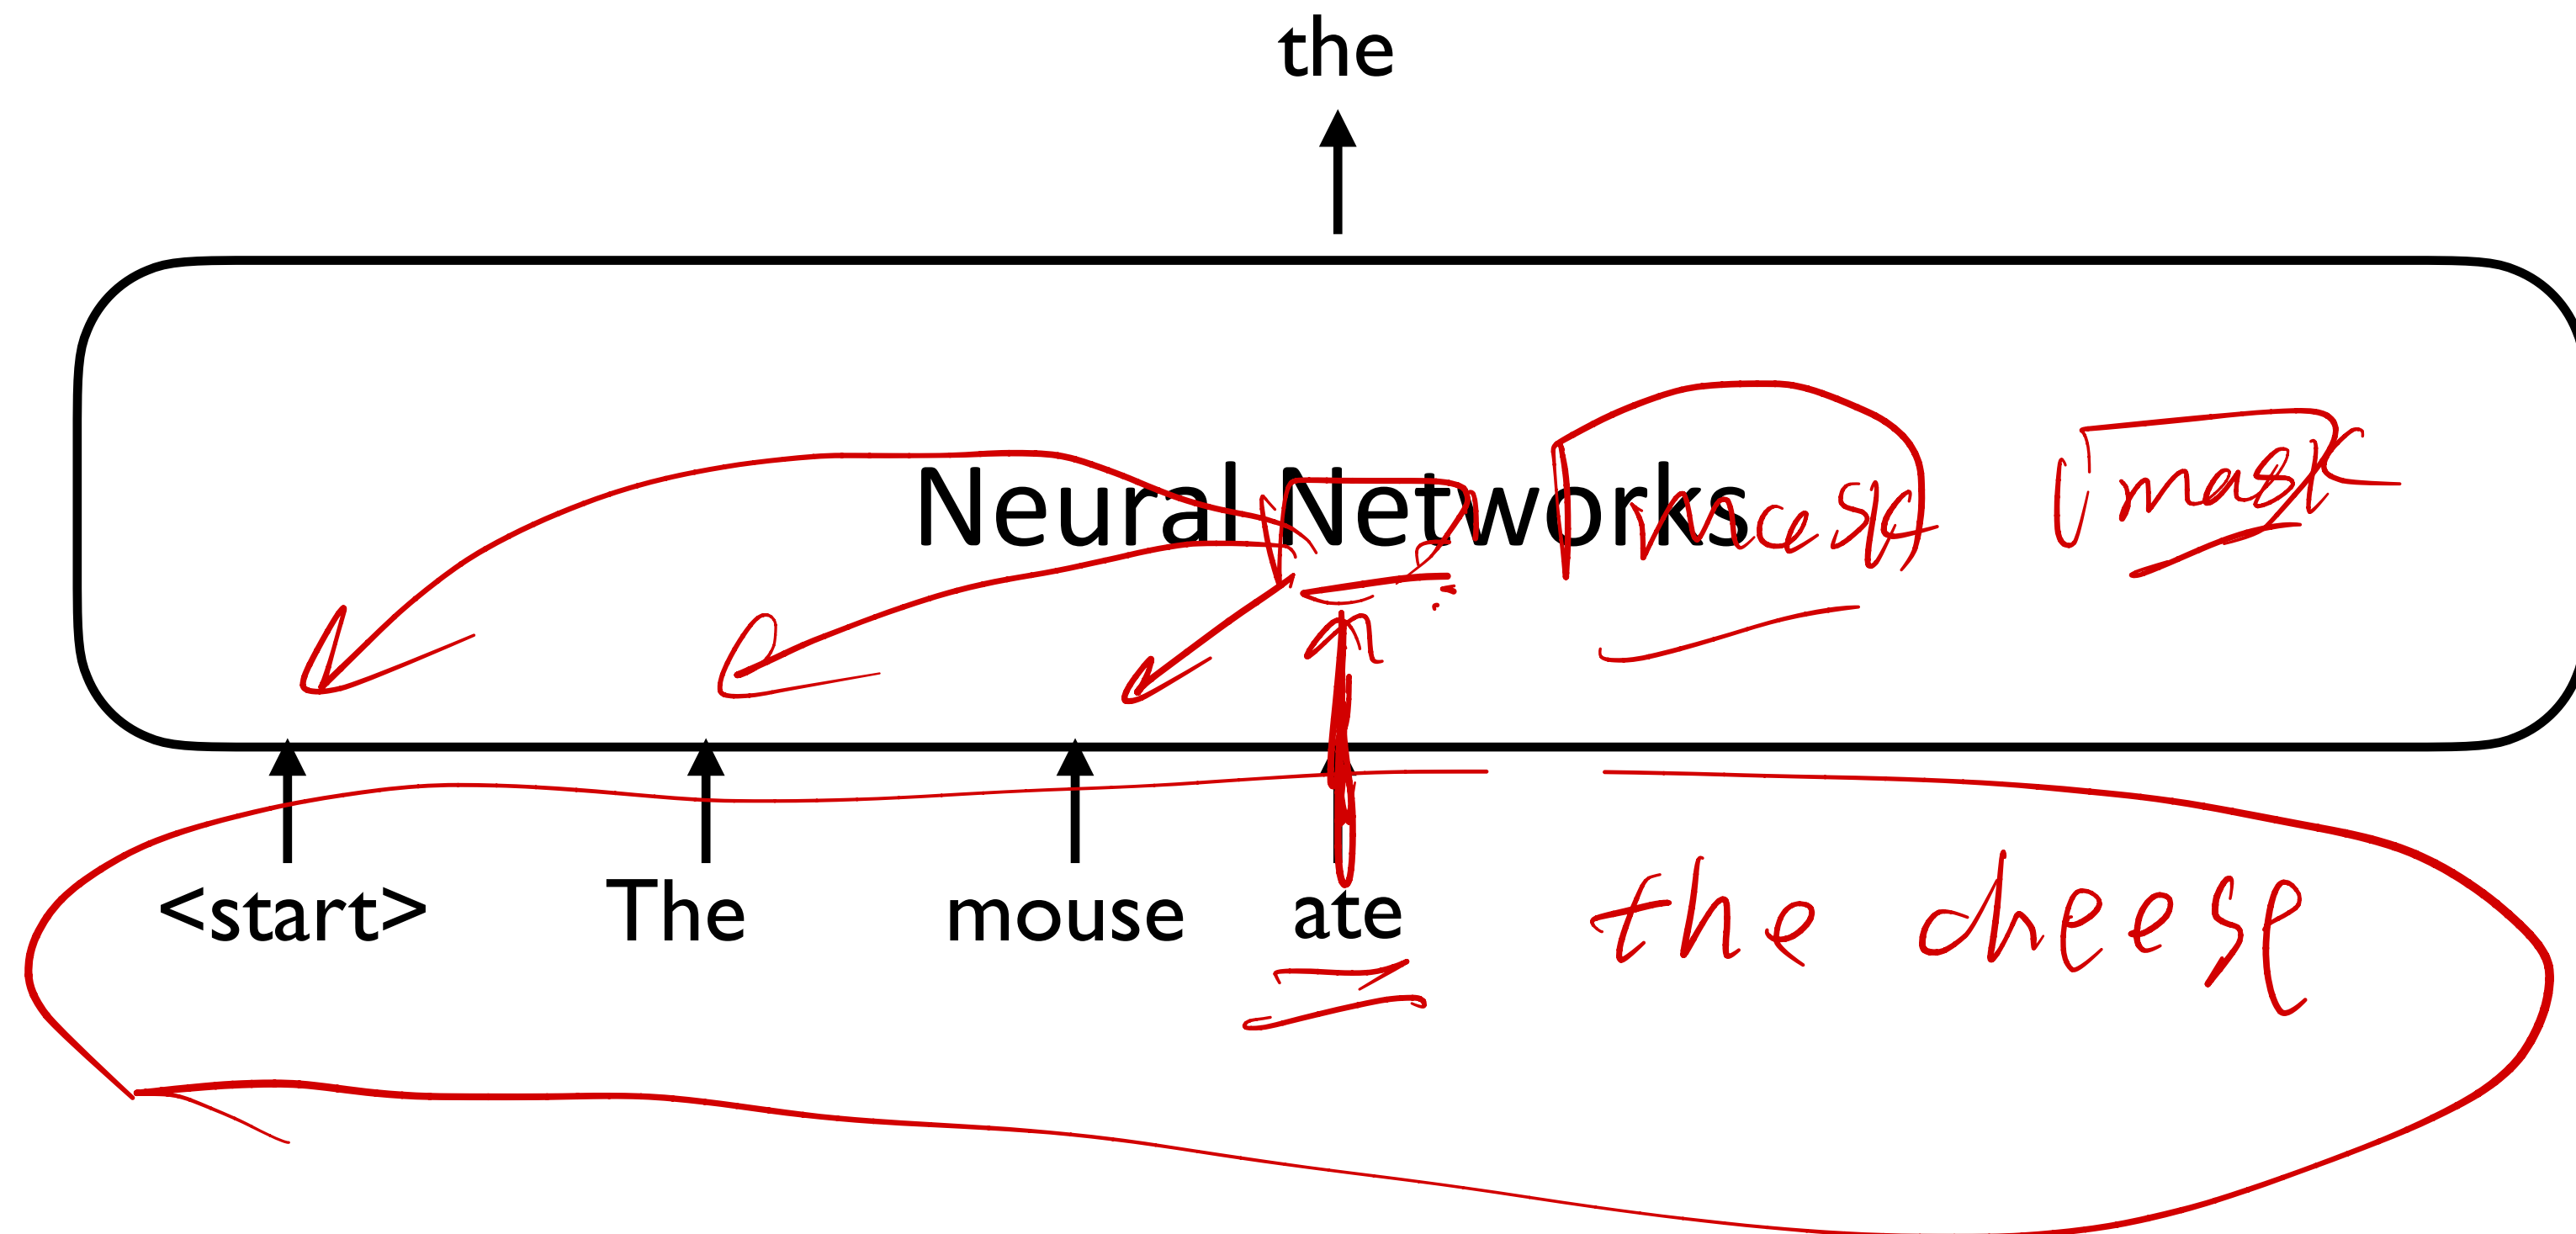 the
Neural Networks mask mask
<start> The mouse ate the cheese